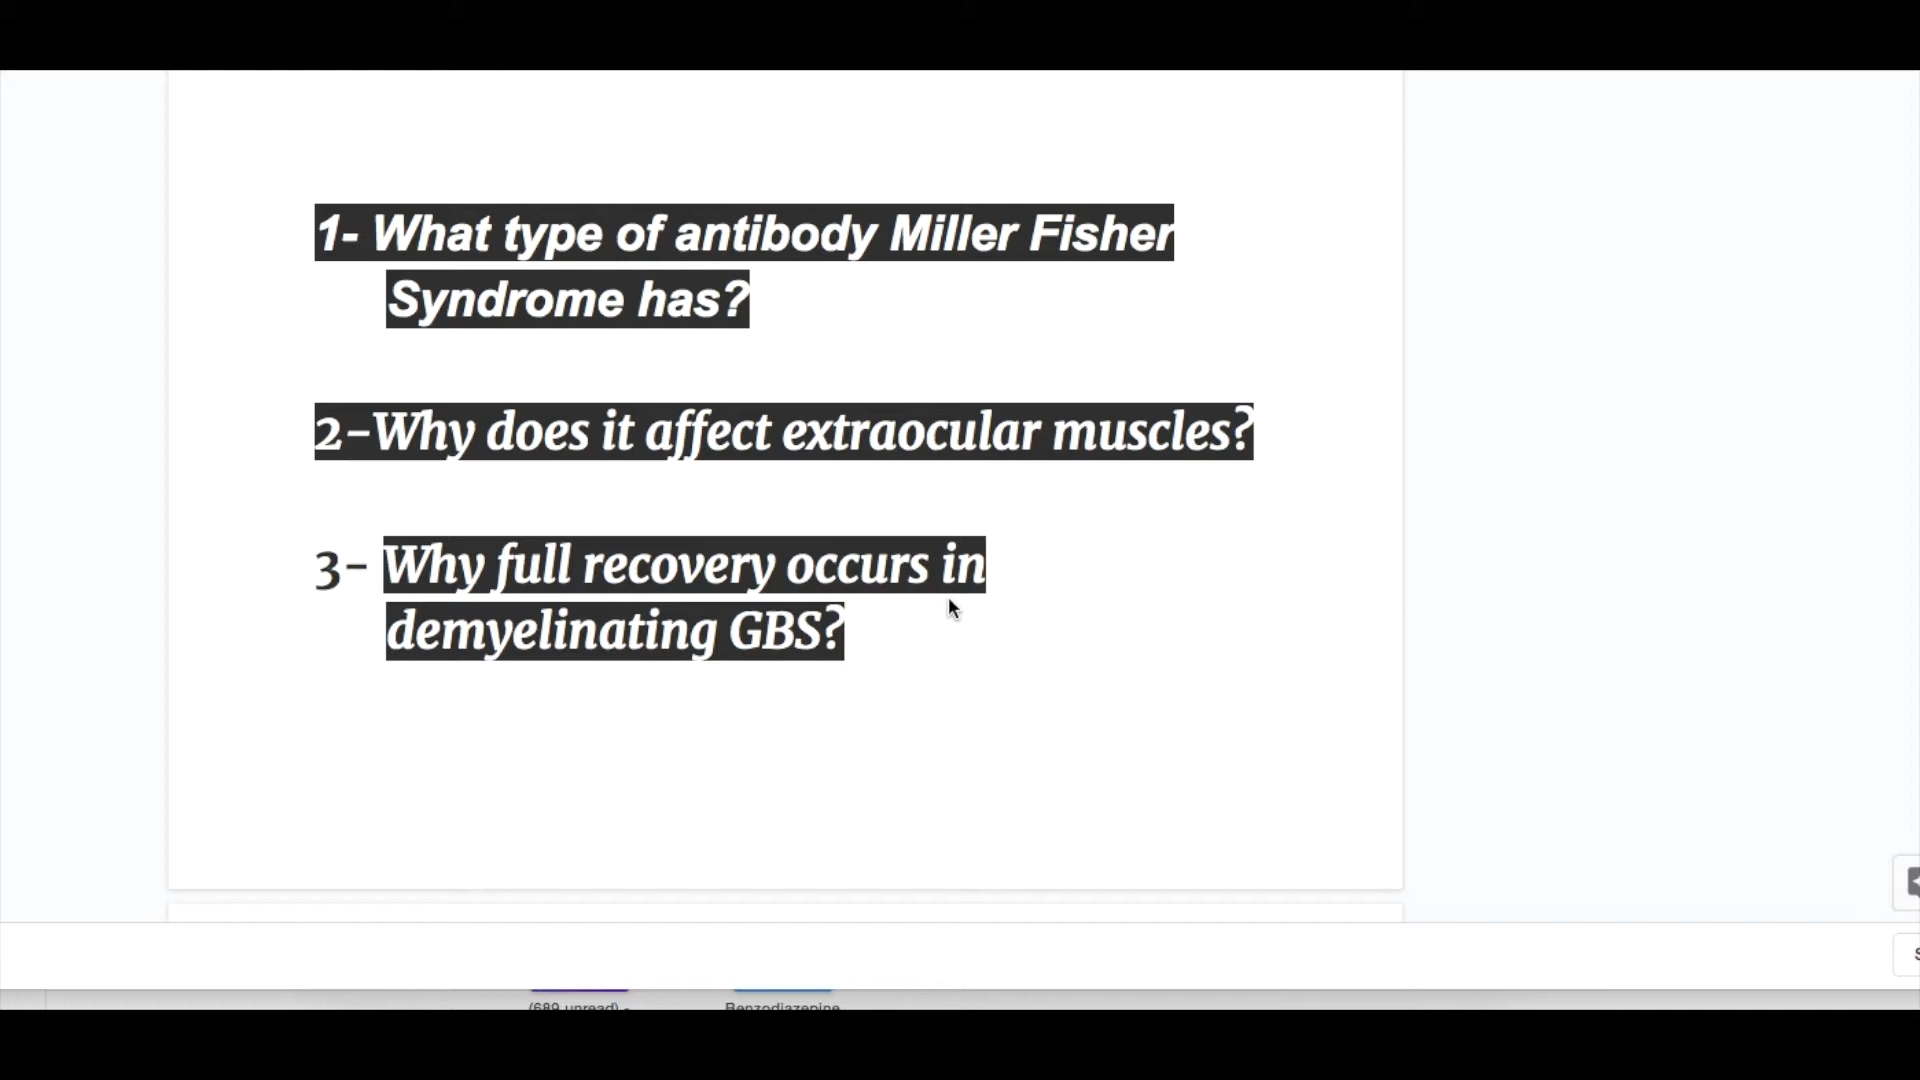 1- What type of antibody Miller Fisher
Syndrome has?
2-Why does it affect extraocular muscles?
3- Why full recovery occurs in
demyelinating GBS?
(689 unread) -
Benzodiazepine